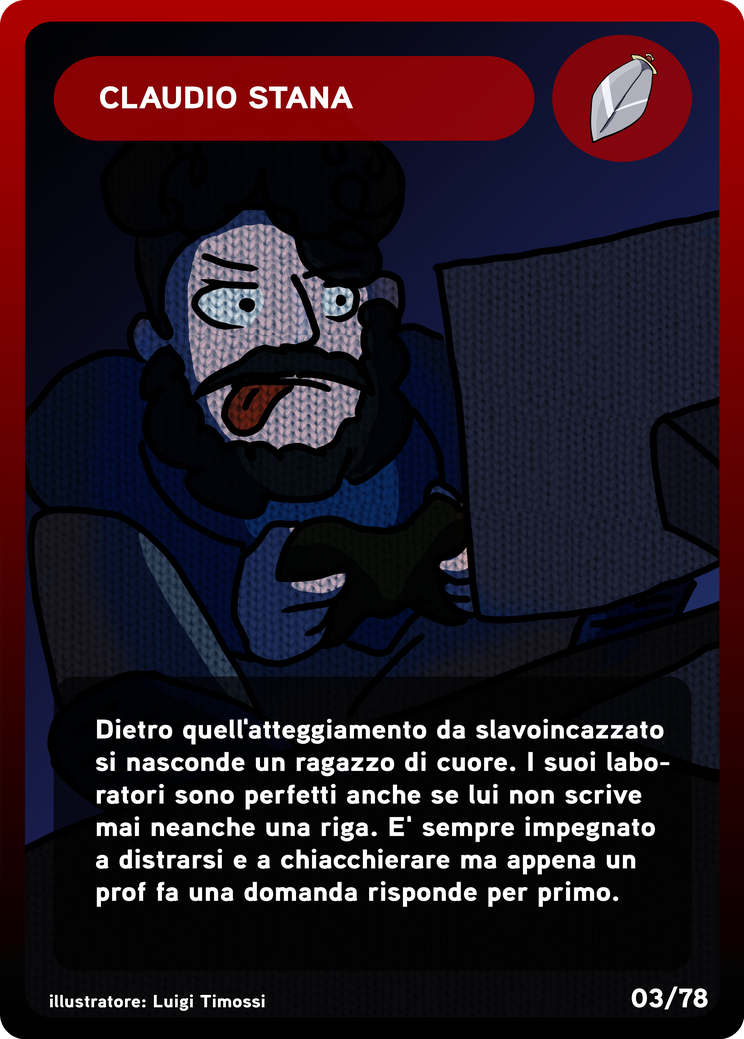 CLAUDIO STANA
Dietro quell'atteggiamento da slavoincazzato
si nasconde un ragazzo di cuore. I suoi labo-
ratori sono perfetti anche se lui non scrive
mai neanche una riga. E' sempre impegnato
a distrarsi e a chiacchierare ma appena un
prof fa una domanda risponde per primo.
illustratore: Luigi Timossi
03/78